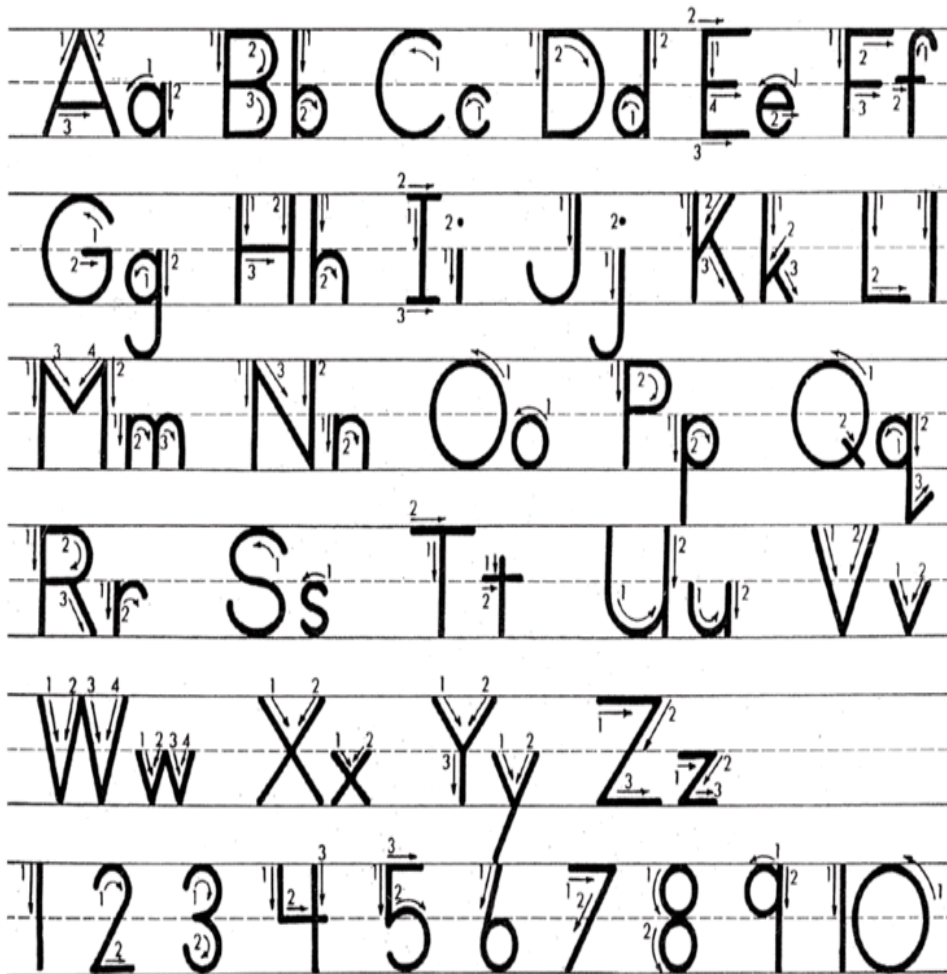 Aa Bb Cc Dd Ee Ff
Gg Hh Ii Jj Kk Ll
Mm Nn Oo Pp Qq
Rr Ss Tt Uu Vv
Ww Xx Yy Zz
1 2 3 4 5 6 7 8 9 10